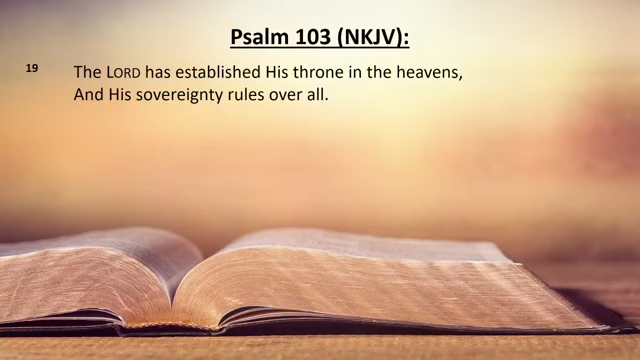 Psalm 103 (NKJV):
19 The LORD has established His throne in the heavens,
And His sovereignty rules over all.